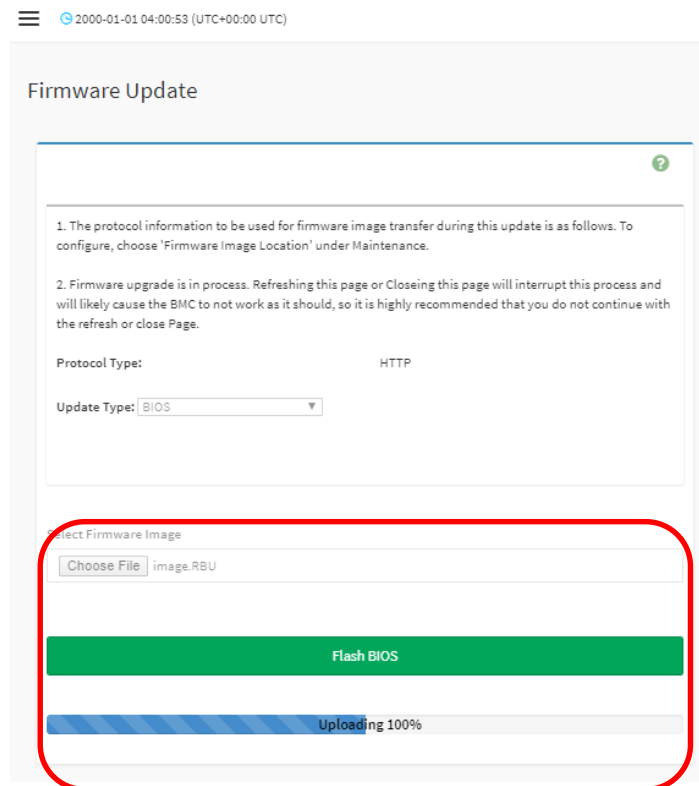 2000-01-01 04:00:53 (UTC+00:00 UTC)
Firmware Update
?
1. The protocol information to be used for firmware image transfer during this update is as follows. To
configure, choose 'Firmware Image Location' under Maintenance.
2. Firmware upgrade is in process. Refreshing this page or Closeing this page will interrupt this process and
will likely cause the BMC to not work as it should, so it is highly recommended that you do not continue with
the refresh or close Page.
Protocol Type: HTTP
Update Type: BIOS
Select Firmware Image
Choose File image.RBU
Flash BIOS
Uploading 100%